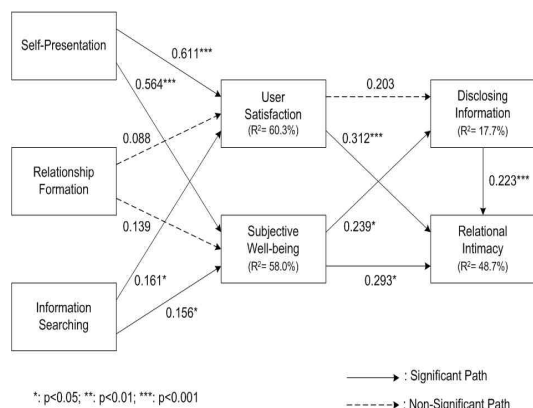 Self-Presentation
0.611***
0.564***
User
Satisfaction
(R²= 60.3%)
0.203
Disclosing
Information
(R²= 17.7%)
0.088
0.312***
Relationship
Formation
0.223***
0.139
Subjective
Well-being
(R²= 58.0%)
0.239*
Relational
Intimacy
(R²= 48.7%)
0.161*
0.293*
Information
Searching
0.156*
*: p<0.05; **: p<0.01; ***: p<0.001
: Significant Path
: Non-Significant Path